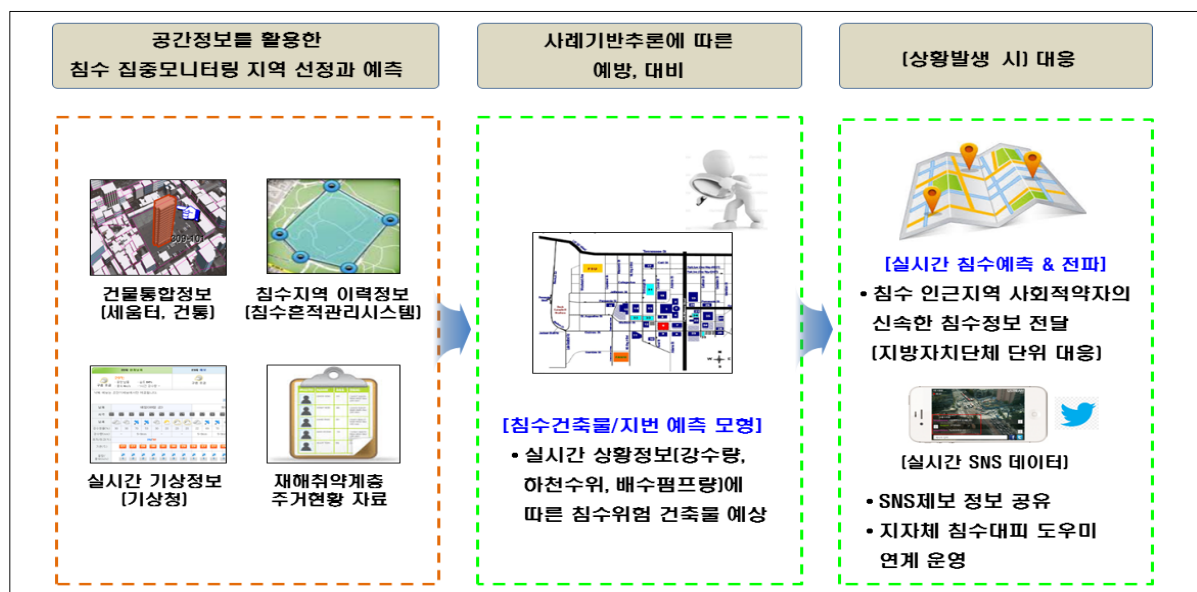 공간정보를 활용한
침수 집중모니터링 지역 선정과 예측
사례기반추론에 따른
예방, 대비
(상황발생 시) 대응
309-101
건물통합정보
(세움터, 건통)
침수지역 이력정보
(침수흔적관리시스템)
실시간 기상정보
(기상청)
재해취약계층
주거현황 자료
[침수건축물/지번 예측 모형]
• 실시간 상황정보(강수량,
하천수위, 배수펌프량)에
따른 침수위험 건축물 예상
[실시간 침수예측 & 전파]
• 침수 인근지역 사회적약자의
신속한 침수정보 전달
(지방자치단체 단위 대응)
(실시간 SNS 데이터)
• SNS제보 정보 공유
• 지자체 침수대피 도우미
연계 운영